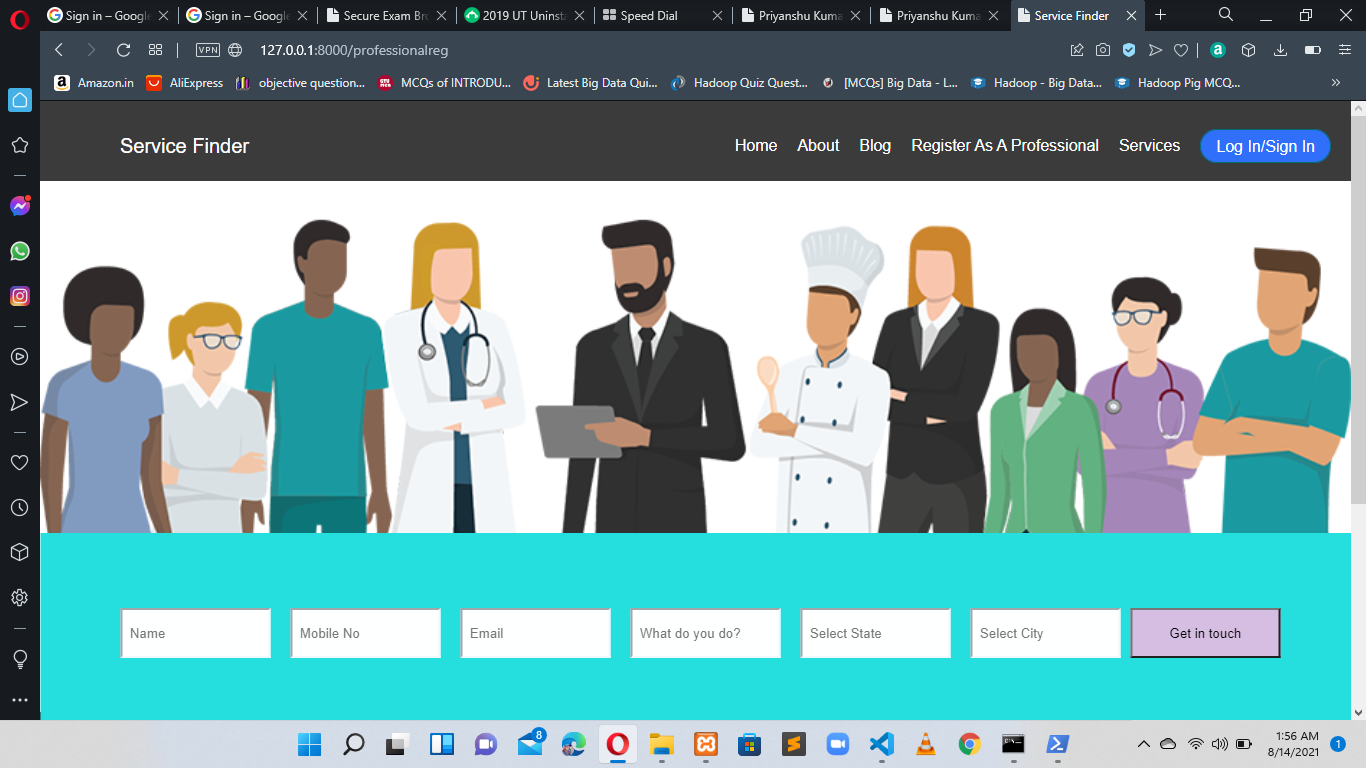 Sign in – Google
Sign in – Google
Secure Exam Bro
2019 UT Uninsta
Speed Dial
Priyanshu Kuma
Priyanshu Kuma
Service Finder
VPN
127.0.0.1:8000/professionalreg
Amazon.in
AliExpress
objective question...
MCQs of INTRODU...
Latest Big Data Qui...
Hadoop Quiz Quest...
[MCQs] Big Data - L...
Hadoop - Big Data...
Hadoop Pig MCQ...
Service Finder
Home
About
Blog
Register As A Professional
Services
Log In/Sign In
Name
Mobile No
Email
What do you do?
Select State
Select City
Get in touch
8
1:56 AM
8/14/2021
1